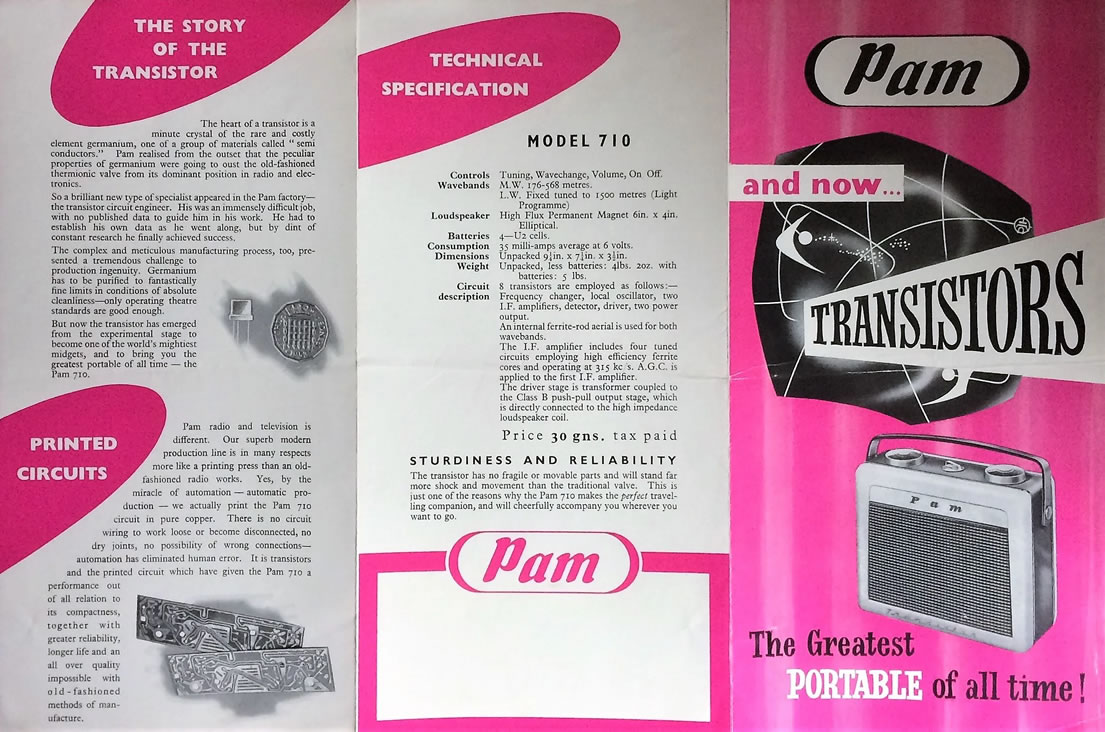 THE STORY
OF THE
TRANSISTOR
The heart of a transistor is a
minute crystal of the rare and costly
element germanium, one of a group of materials called "semi
conductors." Pam realised from the outset that the peculiar
properties of germanium were going to oust the old-fashioned
thermionic valve from its dominant position in radio and elec-
tronics.
So a brilliant new type of specialist appeared in the Pam factory—
the transistor circuit engineer. His was an immensely difficult job,
with no published data to guide him in his work. He had to
establish his own data as he went along, but by dint of
constant research he finally achieved success.
The complex and meticulous manufacturing process, too, pre-
sented a tremendous challenge to
production ingenuity. Germanium
has to be purified to fantastically
fine limits in conditions of absolute
cleanliness—only operating theatre
standards are good enough.
But now the transistor has emerged
from the experimental stage to
become one of the world's mightiest
midgets, and to bring you the
greatest portable of all time — the
Pam 710.
PRINTED
CIRCUITS
Pam radio and television is
different. Our superb modern
production line is in many respects
more like a printing press than an old-
fashioned radio works. Yes, by the
miracle of automation — automatic pro-
duction — we actually print the Pam 710
circuit in pure copper. There is no circuit
wiring to work loose or become disconnected, no
dry joints, no possibility of wrong connections—
automation has eliminated human error. It is transistors
and the printed circuit which have given the Pam 710 a
performance out
of all relation to
its compactness,
together with
greater reliability,
longer life and an
all over quality
impossible with
old-fashioned
methods of man-
ufacture.
TECHNICAL
SPECIFICATION
MODEL 710
Controls Tuning, Wavechange, Volume, On Off.
Wavebands M.W. 176-568 metres.
L.W. Fixed tuned to 1500 metres (Light
Programme)
Loudspeaker High Flux Permanent Magnet 6in. x 4in.
Elliptical.
Batteries 4—U2 cells.
Consumption 35 milli-amps average at 6 volts.
Dimensions Unpacked in. x in. x in.
Weight Unpacked, less batteries: 4lbs. 2oz. with
batteries: 5 lbs.
Circuit 8 transistors are employed as follows:—
description Frequency changer, local oscillator, two
I.F. amplifiers, detector, driver, two power
output.
An internal ferrite-rod aerial is used for both
wavebands.
The I.F. amplifier includes four tuned
circuits employing high efficiency ferrite
cores and operating at 315 kc/s. A.G.C. is
applied to the first I.F. amplifier.
The driver stage is transformer coupled to
the Class B push-pull output stage, which
is directly connected to the high impedance
loudspeaker coil.
Price 30 gns. tax paid
STURDINESS AND RELIABILITY
The transistor has no fragile or movable parts and will stand far
more shock and movement than the traditional valve. This is
just one of the reasons why the Pam 710 makes the perfect travel-
ling companion, and will cheerfully accompany you wherever you
want to go.
Pam
Pam
and now...
TRANSISTORS
Pam
The Greatest
PORTABLE of all time!